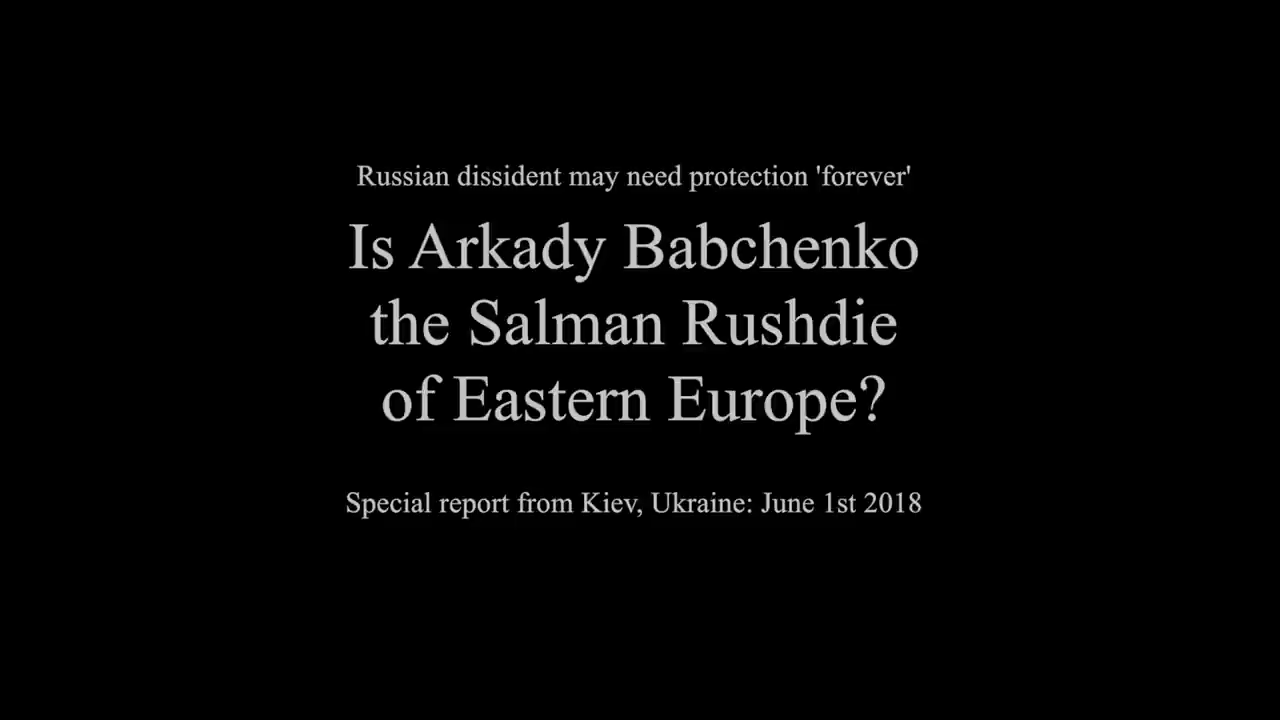 Russian dissident may need protection 'forever'
Is Arkady Babchenko
the Salman Rushdie
of Eastern Europe?
Special report from Kiev, Ukraine: June 1st 2018